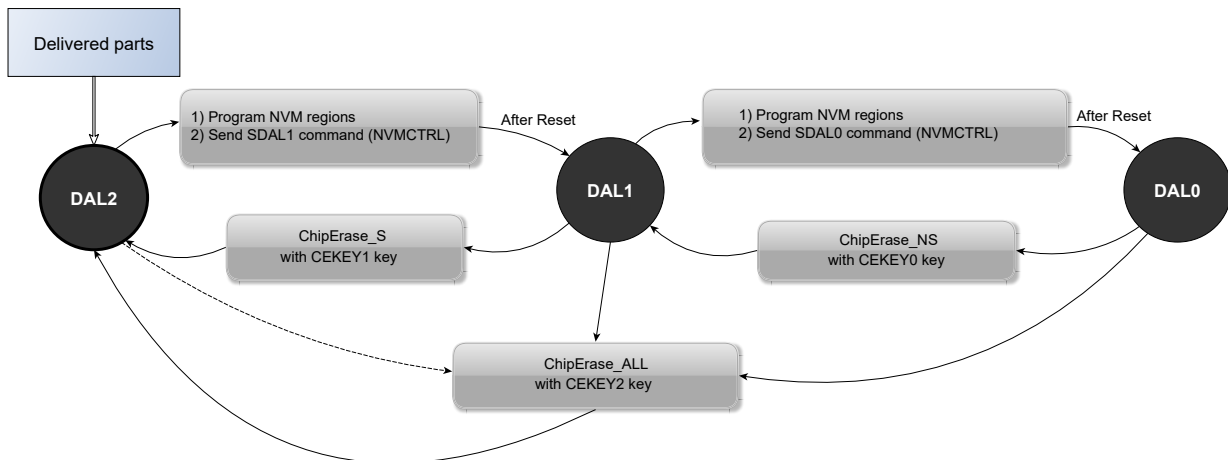 Delivered parts
1) Program NVM regions
2) Send SDAL1 command (NVMCTRL)
After Reset
1) Program NVM regions
2) Send SDAL0 command (NVMCTRL)
After Reset
DAL2
DAL1
DAL0
ChipErase_S
with CEKEY1 key
ChipErase_NS
with CEKEY0 key
ChipErase_ALL
with CEKEY2 key